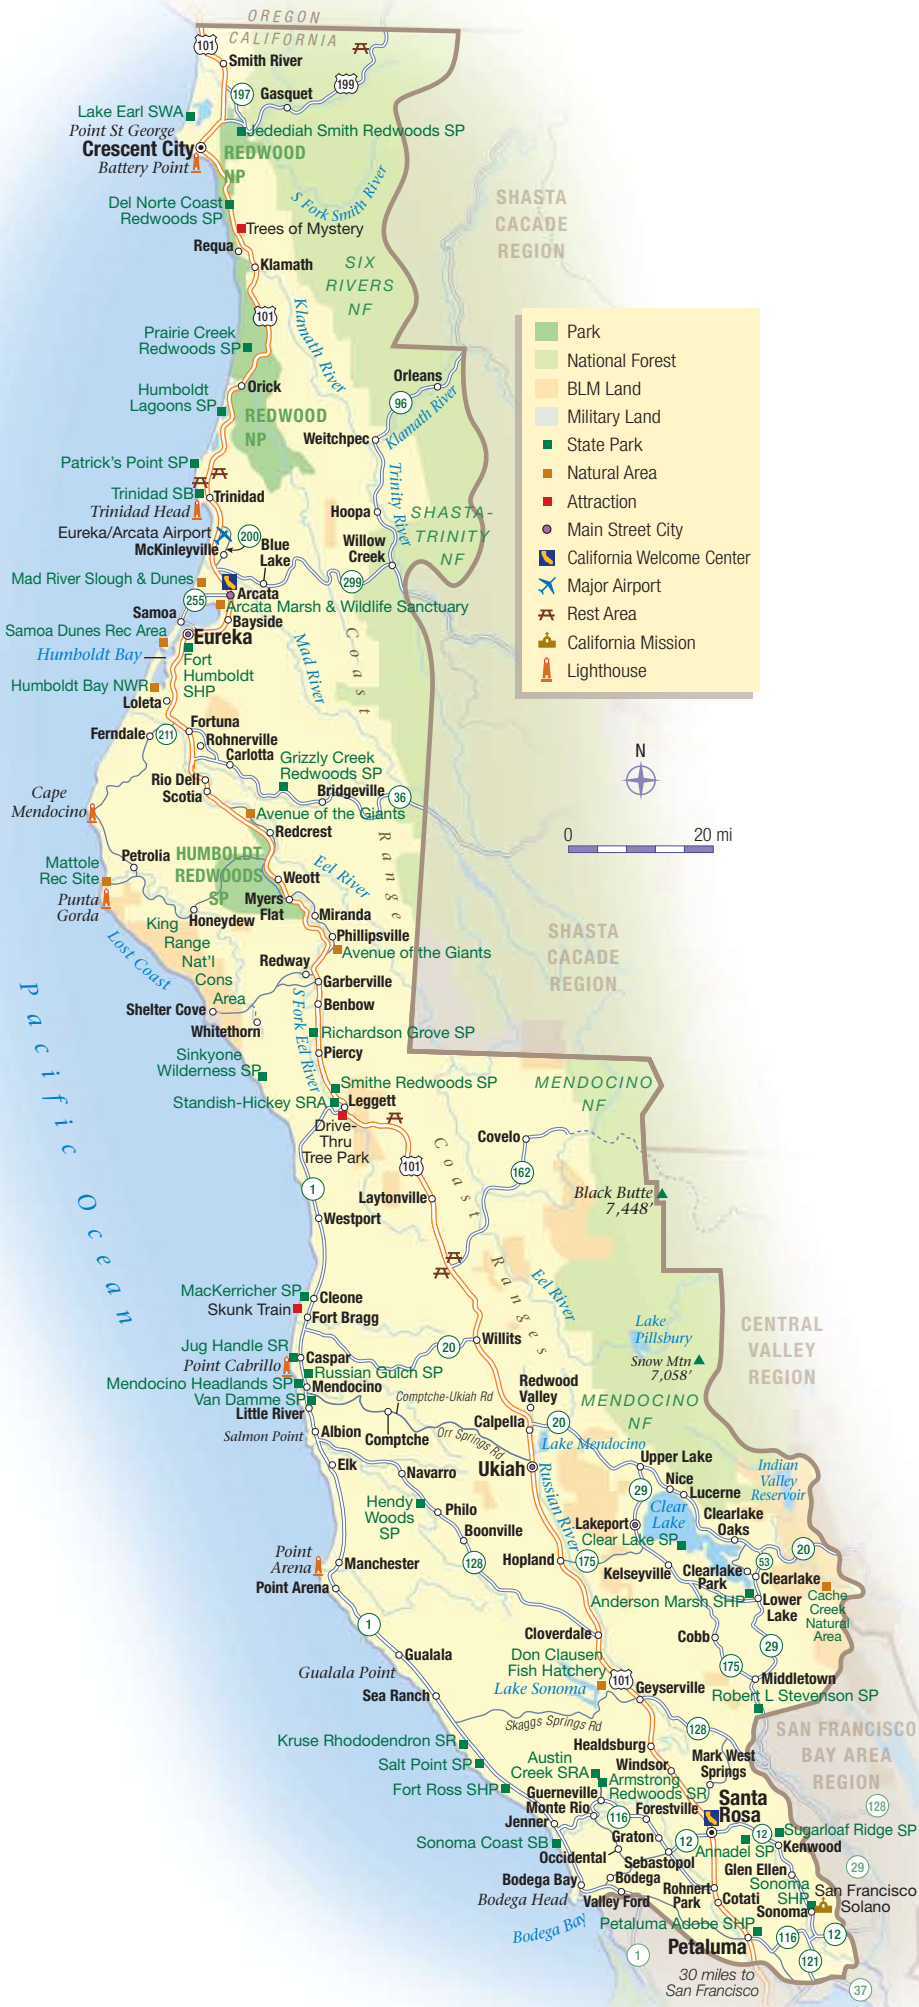 OREGON
CALIFORNIA
101
Smith River
199
197
Gasquet
Lake Earl SWA
Point St George
Jedediah Smith Redwoods SP
Crescent City
REDWOOD
NP
Battery Point
S Fork Smith River
SHASTA
CACADE
REGION
Del Norte Coast
Redwoods SP
Trees of Mystery
Requa
Klamath
SIX
RIVERS
NF
101
Klamath River
Prairie Creek
Redwoods SP
Park
National Forest
BLM Land
Military Land
State Park
Natural Area
Attraction
Main Street City
California Welcome Center
Major Airport
Rest Area
California Mission
Lighthouse
Orleans
Humboldt
Lagoons SP
Orick
96
REDWOOD
NP
Klamath River
Weitchpec
Patrick's Point SP
Trinity River
Trinidad SB
Trinidad
Trinidad Head
Hoopa
SHASTA-
TRINITY
NF
Eureka/Arcata Airport
200
McKinleyville
Blue
Lake
Willow
Creek
Mad River Slough & Dunes
299
255
Arcata
Samoa
Arcata Marsh & Wildlife Sanctuary
Bayside
Samoa Dunes Rec Area
Eureka
Coast
Mad River
Humboldt Bay
Fort
Humboldt
SHP
Humboldt Bay NWR
Loleta
Fortuna
Ferndale
211
Rohnerville
Carlotta
N
Grizzly Creek
Redwoods SP
Rio Dell
Scotia
Bridgeville
36
Cape
Mendocino
Avenue of the Giants
Range
0
20 mi
Redcrest
Petrolia
HUMBOLDT
REDWOODS
SP
Mattole
Rec Site
Eel River
Weott
Punta
Gorda
Myers
Flat
Honeydew
Miranda
King
Range
Nat'l
Cons
Area
Phillipsville
Avenue of the Giants
Lost Coast
SHASTA
CACADE
REGION
Redway
Garberville
Benbow
Shelter Cove
Whitethorn
S Fork Eel River
Richardson Grove SP
Pacific Ocean
Piercy
Sinkyone
Wilderness SP
Smithe Redwoods SP
MENDOCINO
NF
Standish-Hickey SRA
Leggett
Drive-
Thru
Tree Park
Covelo
Coast
101
162
1
Black Butte
7,448'
Laytonville
Westport
Ranges
Eel River
MacKerricher SP
Cleone
Skunk Train
Fort Bragg
Lake
Pillsbury
CENTRAL
VALLEY
REGION
Willits
20
Jug Handle SR
Caspar
Point Cabrillo
Snow Mtn
7,058'
Russian Gulch SP
Mendocino Headlands SP
Mendocino
Redwood
Valley
Comptche-Ukiah Rd
Van Damme SP
Little River
MENDOCINO
NF
Calpella
20
Salmon Point
Albion
Comptche
Orr Springs Rd
Lake Mendocino
Upper Lake
Elk
Navarro
Ukiah
Russian River
Nice
Indian
Valley
Reservoir
29
Lucerne
Hendy
Woods
SP
Philo
Clear
Lake
Clearlake
Oaks
Boonville
Lakeport
Clear Lake SP
20
Point
Arena
Manchester
128
Hopland
175
53
Kelseyville
Clearlake
Park
Clearlake
Point Arena
Anderson Marsh SHP
Lower
Lake
Cache
Creek
Natural
Area
1
Cloverdale
Cobb
29
Gualala
Don Clausen
Fish Hatchery
175
Gualala Point
101
Middletown
Lake Sonoma
Geyserville
Robert L Stevenson SP
Sea Ranch
Skaggs Springs Rd
128
SAN FRANCISCO
BAY AREA
REGION
Kruse Rhododendron SR
Healdsburg
Mark West
Springs
Salt Point SP
Austin
Creek SRA
Windsor
Armstrong
Redwoods SR
Fort Ross SHP
Guerneville
Santa
Rosa
128
Monte Rio
Forestville
116
Jenner
Sugarloaf Ridge SP
12
Graton
12
Kenwood
Sonoma Coast SB
Annadel SP
Occidental
Sebastopol
Glen Ellen
29
Bodega Bay
Bodega
Rohnert
Park
Sonoma
SHP
San Francisco
Solano
Bodega Head
Valley Ford
Cotati
Sonoma
Bodega Bay
Petaluma Adobe SHP
116
12
Petaluma
1
121
30 miles to
San Francisco
37